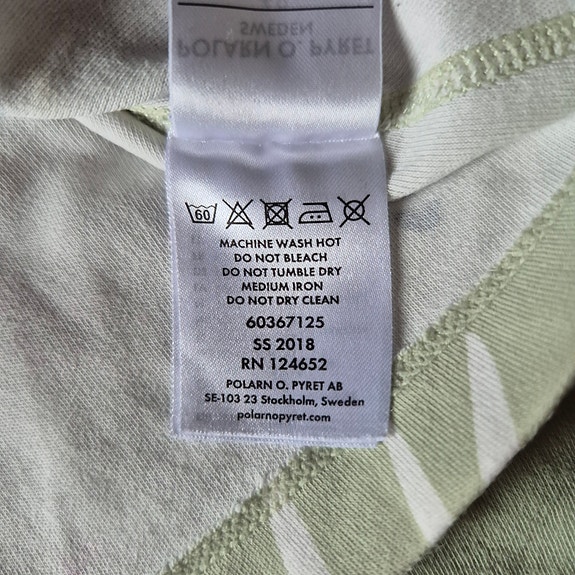 SWEDEN
POLARN O. PYRET
60
MACHINE WASH HOT
DO NOT BLEACH
DO NOT TUMBLE DRY
MEDIUM IRON
DO NOT DRY CLEAN
60367125
SS 2018
RN 124652
POLARN O. PYRET AB
SE-103 23 Stockholm, Sweden
polarnopyret.com